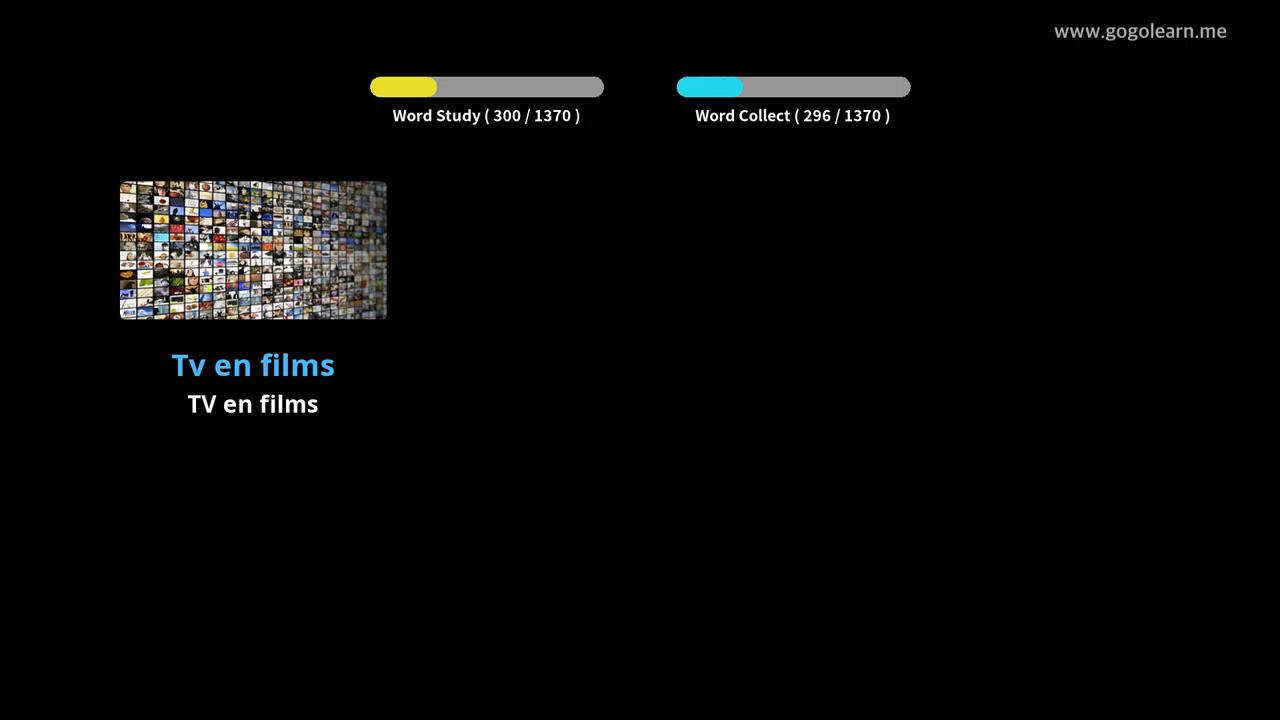 www.gogolearn.me
Word Study ( 300 / 1370 )
Word Collect ( 296 / 1370 )
Tv en films
TV en films